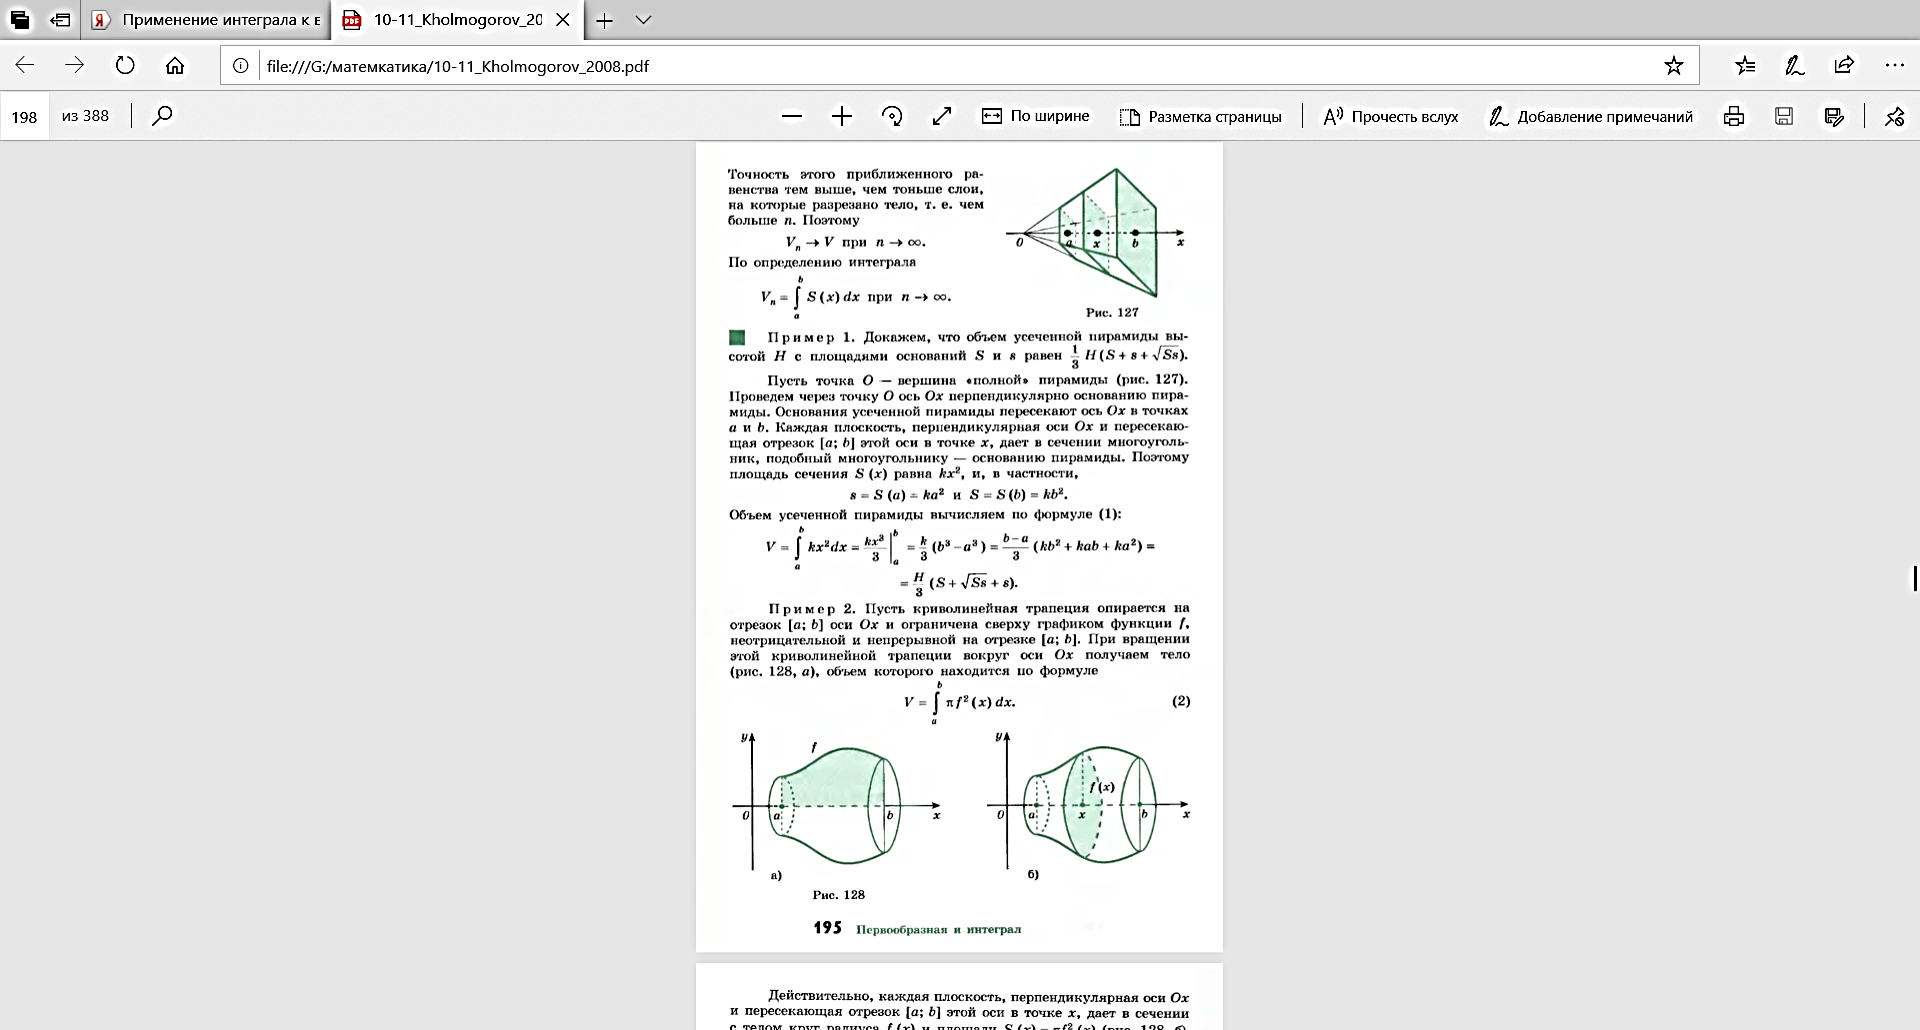 Применение интеграла к в
10-11_Kholmogorov_20
file:///G:/матемкатика/10-11_Kholmogorov_2008.pdf
198 из 388
По ширине
Разметка страницы
Прочесть вслух
Добавление примечаний
Точность этого приближенного ра-
венства тем выше, чем тоньше слои,
на которые разрезано тело, т. е. чем
больше n. Поэтому
Vₙ → V при n → ∞.
По определению интеграла
Vₙ = ∫ₐᵇ S (x) dx при n → ∞.
0 a x b x
Рис. 127
Пример 1. Докажем, что объем усеченной пирамиды вы-
сотой H с площадями оснований S и s равен 1/3 H (S + s + √Ss).
Пусть точка O — вершина «полной» пирамиды (рис. 127).
Проведем через точку O ось Ox перпендикулярно основанию пира-
миды. Основания усеченной пирамиды пересекают ось Ox в точках
a и b. Каждая плоскость, перпендикулярная оси Ox и пересекаю-
щая отрезок [a; b] этой оси в точке x, дает в сечении многоуголь-
ник, подобный многоугольнику — основанию пирамиды. Поэтому
площадь сечения S (x) равна kx², и, в частности,
s = S (a) = ka² и S = S (b) = kb².
Объем усеченной пирамиды вычисляем по формуле (1):
V = ∫ₐᵇ kx²dx = kx³/3 |ₐᵇ = k/3 (b³ – a³) = b – a/3 (kb² + kab + ka²) =
= H/3 (S + √Ss + s).
Пример 2. Пусть криволинейная трапеция опирается на
отрезок [a; b] оси Ox и ограничена сверху графиком функции f,
неотрицательной и непрерывной на отрезке [a; b]. При вращении
этой криволинейной трапеции вокруг оси Ox получаем тело
(рис. 128, а), объем которого находится по формуле
V = ∫ₐᵇ πf² (x) dx. (2)
y f 0 a b x
а)
y f (x) 0 a x b x
б)
Рис. 128
195 Первообразная и интеграл
Действительно, каждая плоскость, перпендикулярная оси Ox
и пересекающая отрезок [a; b] этой оси в точке x, дает в сечении
с телом круг радиуса f (x) и площади S (x) = πf² (x) (рис. 128, б).